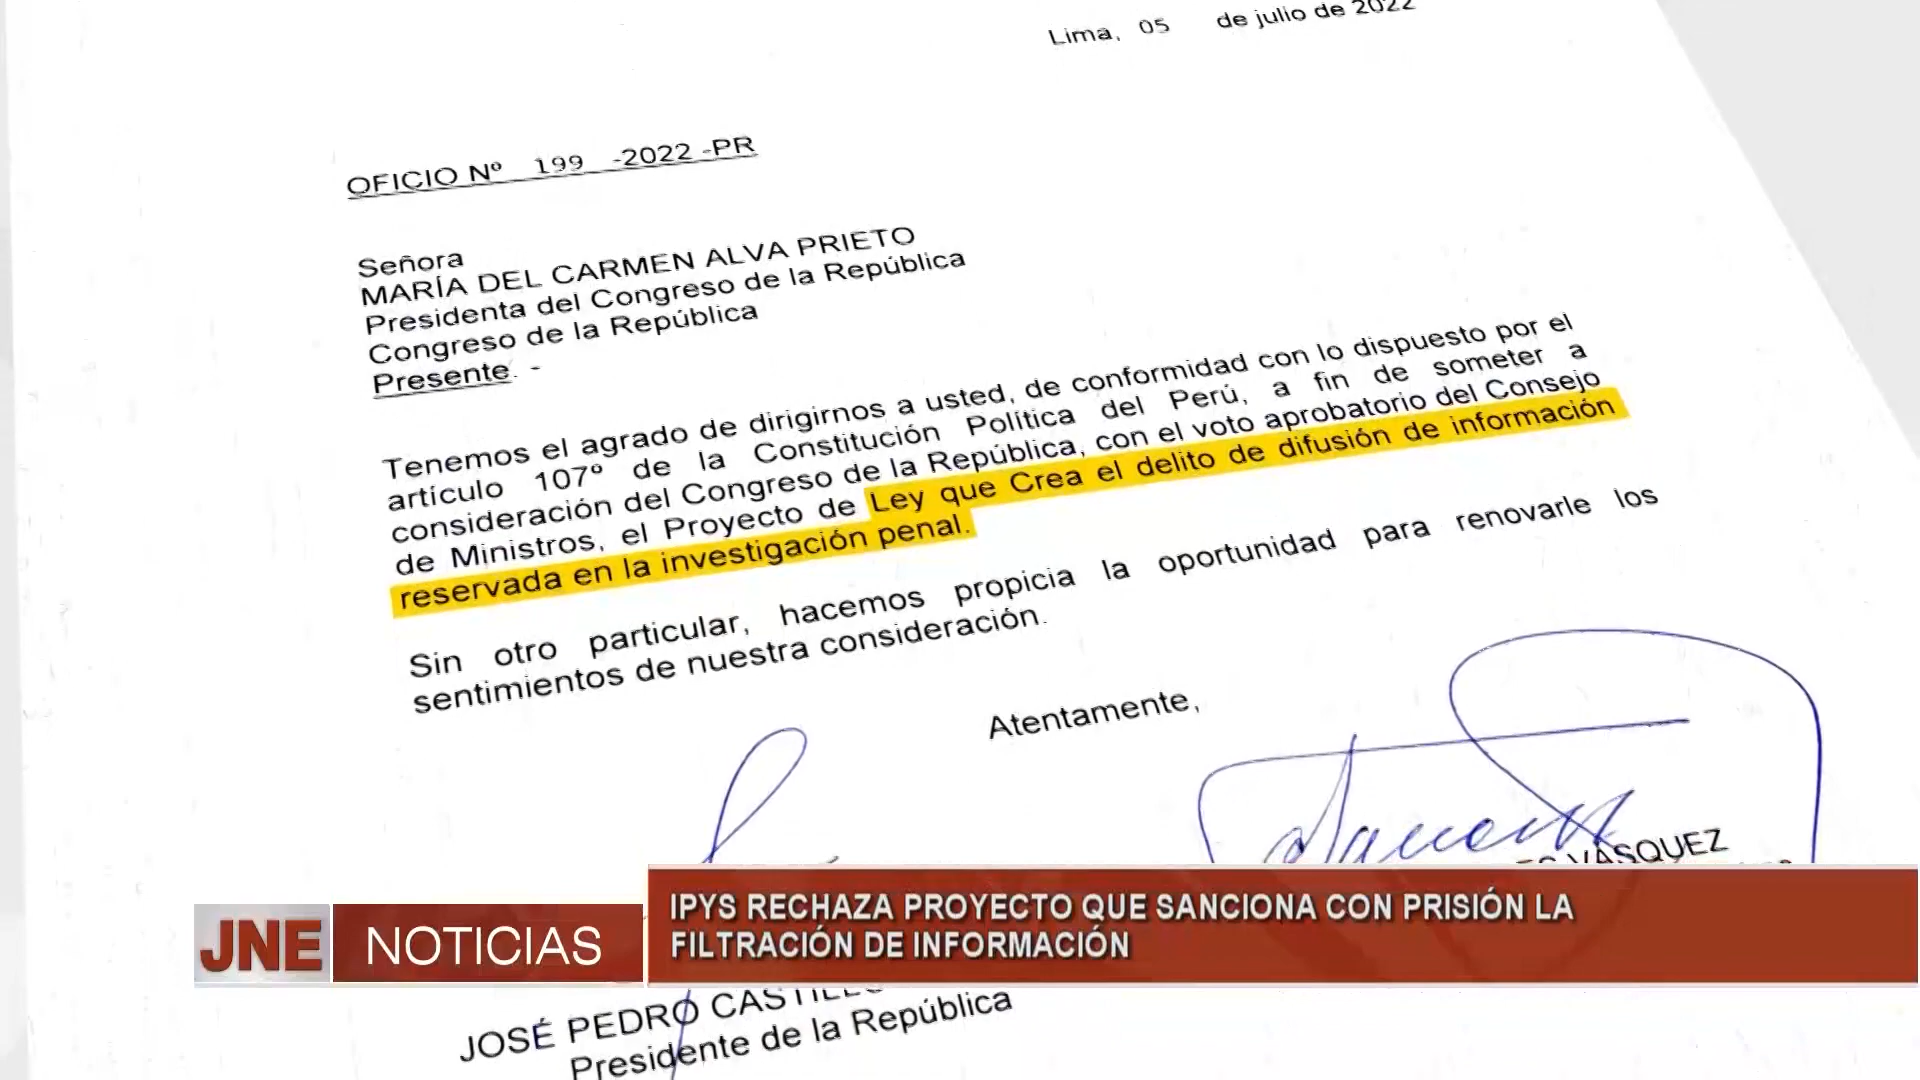 Lima, 05 de julio de 2022
OFICIO Nº 199 -2022 -PR
Señora
MARÍA DEL CARMEN ALVA PRIETO
Presidenta del Congreso de la República
Congreso de la República
Presente. -
Tenemos el agrado de dirigirnos a usted, de conformidad con lo dispuesto por el
artículo 107º de la Constitución Política del Perú, a fin de someter a
consideración del Congreso de la República, con el voto aprobatorio del Consejo
de Ministros, el Proyecto de Ley que Crea el delito de difusión de información
reservada en la investigación penal.
Sin otro particular, hacemos propicia la oportunidad para renovarle los
sentimientos de nuestra consideración.
Atentamente,
VÁSQUEZ
IPYS RECHAZA PROYECTO QUE SANCIONA CON PRISIÓN LA
FILTRACIÓN DE INFORMACIÓN
JNE NOTICIAS
JOSÉ PEDRO
Presidente de la República